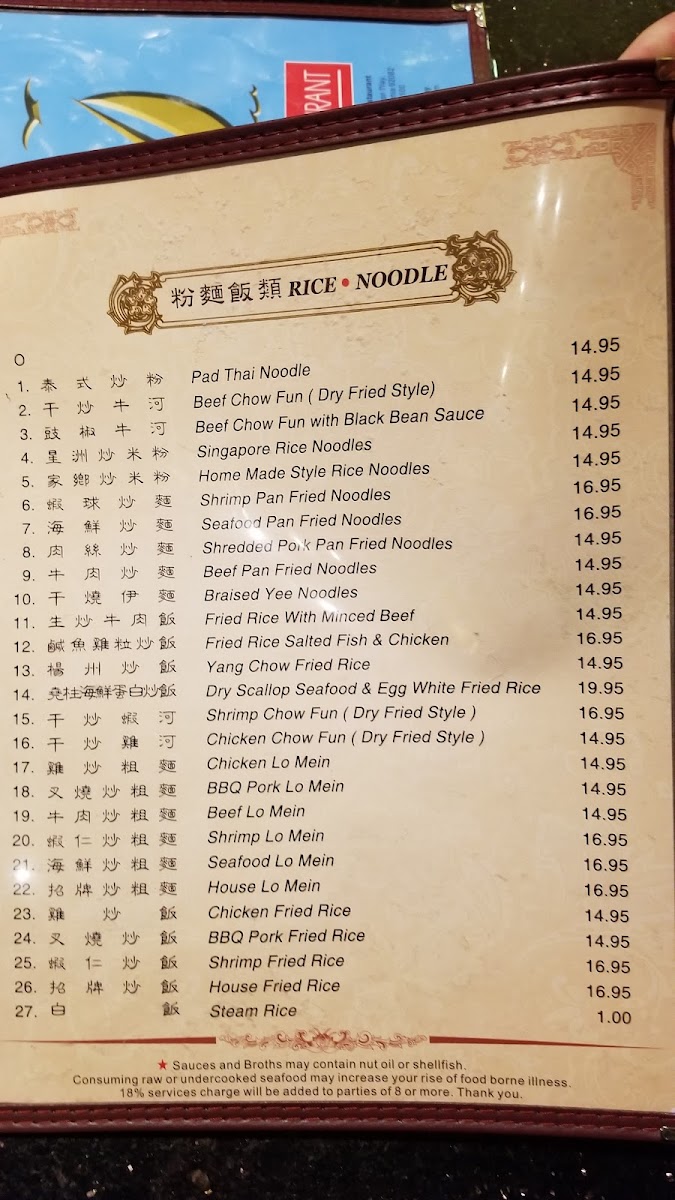 RANT
粉麵飯類 RICE • NOODLE
O
1. 泰式炒粉 Pad Thai Noodle 14.95
2. 干炒牛河 Beef Chow Fun ( Dry Fried Style) 14.95
3. 豉椒牛河 Beef Chow Fun with Black Bean Sauce 14.95
4. 星洲炒米粉 Singapore Rice Noodles 14.95
5. 家鄉炒米粉 Home Made Style Rice Noodles 14.95
6. 蝦球炒麵 Shrimp Pan Fried Noodles 16.95
7. 海鮮炒麵 Seafood Pan Fried Noodles 16.95
8. 肉絲炒麵 Shredded Pork Pan Fried Noodles 14.95
9. 牛肉炒麵 Beef Pan Fried Noodles 14.95
10. 干燒伊麵 Braised Yee Noodles 14.95
11. 生炒牛肉飯 Fried Rice With Minced Beef 14.95
12. 鹹魚雞粒炒飯 Fried Rice Salted Fish & Chicken 16.95
13. 楊州炒飯 Yang Chow Fried Rice 14.95
14. 堯柱海鮮蛋白炒飯 Dry Scallop Seafood & Egg White Fried Rice 19.95
15. 干炒蝦河 Shrimp Chow Fun ( Dry Fried Style ) 16.95
16. 干炒雞河 Chicken Chow Fun ( Dry Fried Style ) 14.95
17. 雞炒粗麵 Chicken Lo Mein 14.95
18. 叉燒炒粗麵 BBQ Pork Lo Mein 14.95
19. 牛肉炒粗麵 Beef Lo Mein 14.95
20. 蝦仁炒粗麵 Shrimp Lo Mein 16.95
21. 海鮮炒粗麵 Seafood Lo Mein 16.95
22. 招牌炒粗麵 House Lo Mein 16.95
23. 雞炒飯 Chicken Fried Rice 14.95
24. 叉燒炒飯 BBQ Pork Fried Rice 14.95
25. 蝦仁炒飯 Shrimp Fried Rice 16.95
26. 招牌炒飯 House Fried Rice 16.95
27. 白飯 Steam Rice 1.00
★ Sauces and Broths may contain nut oil or shellfish.
Consuming raw or undercooked seafood may increase your rise of food borne illness.
18% services charge will be added to parties of 8 or more. Thank you.